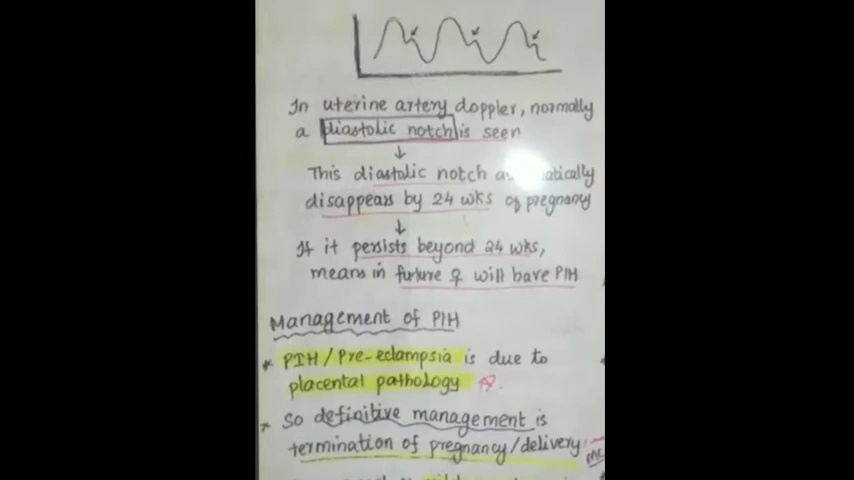 In uterine artery doppler, normally
a diastolic notch is seen
↓
This diastolic notch
disappears by 24 wks of pregnancy
↓
If it persists beyond 24 wks,
means in future ♀ will have PIH
Management of PIH
* PIH/Pre-eclampsia is due to
placental pathology
* So definitive management is
termination of pregnancy/delivery